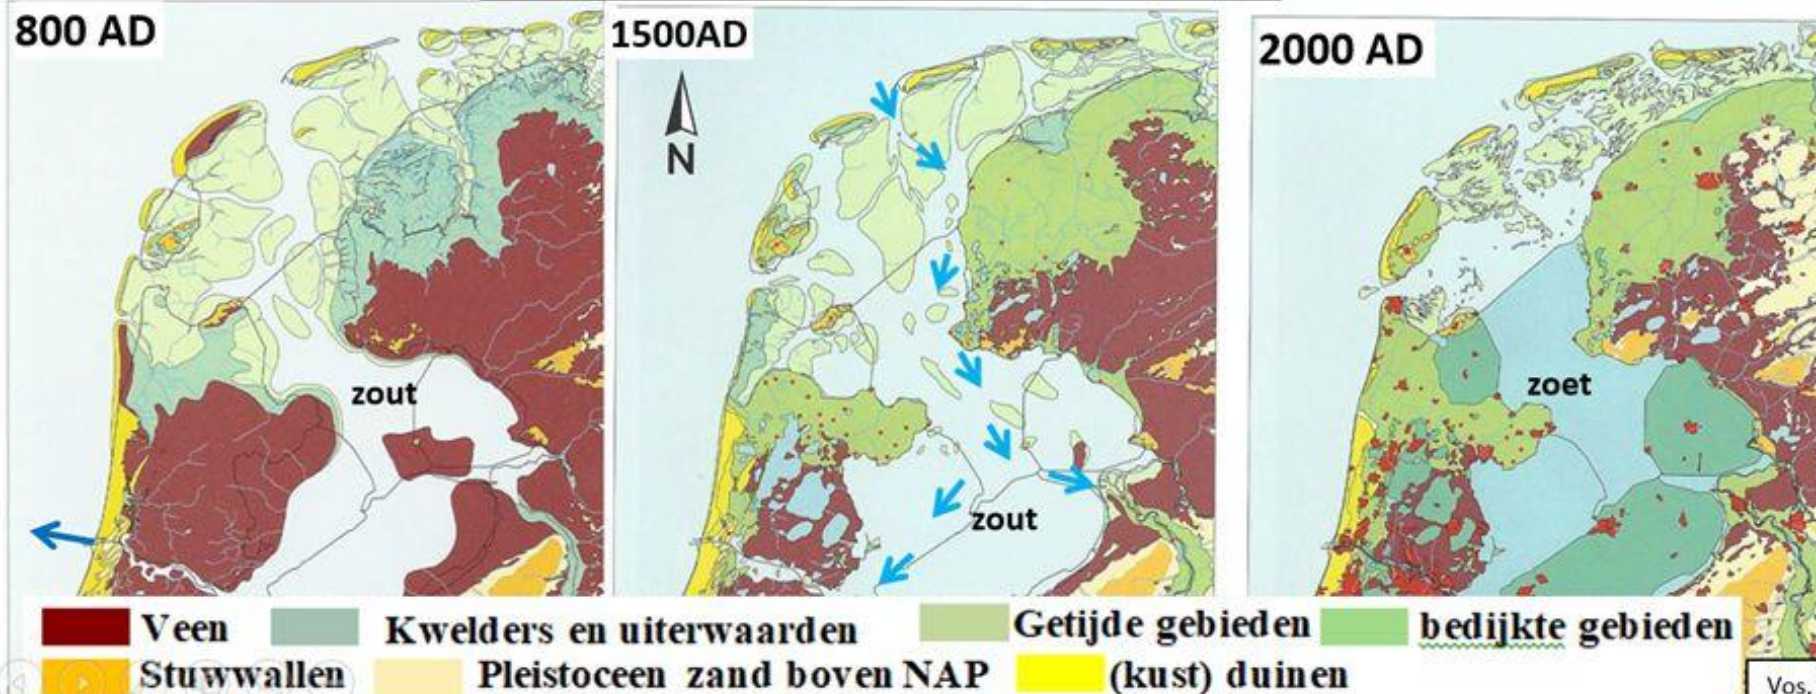 800 AD
1500AD
2000 AD
N
zout
zout
zoet
Veen
Kwelders en uiterwaarden
Getijde gebieden
bedijkte gebieden
Stuwwallen
Pleistoceen zand boven NAP
(kust) duinen
Vos,